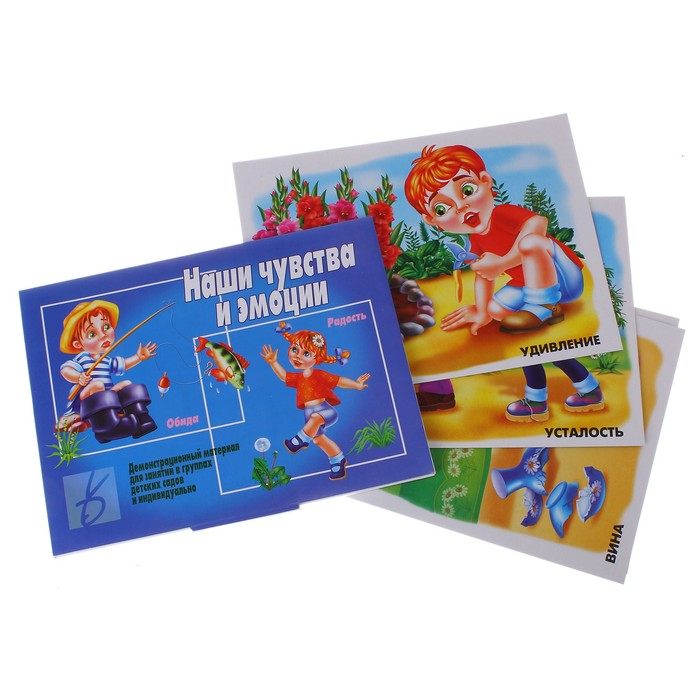 Наши чувства
и эмоции
Радость
Обида
Демонстрационный материал
для занятий в группах
детских садов
и индивидуально
УДИВЛЕНИЕ
УСТАЛОСТЬ
ВИНА